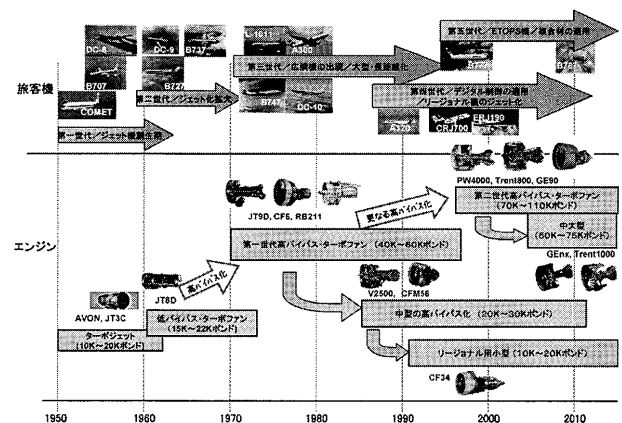 旅客機
DC-8
DC-9
B737
L-1011
A300
第五世代／ETOPS機／複合材の適用
第三世代／広胴機の出現／大型・長距離化
B777
B787
B707
B727
第二世代／ジェット化拡大
B747
DC-10
第四世代／デジタル制御の適用
／リージョナル機のジェット化
COMET
A320
CRJ700
ERJ190
第一世代／ジェット機創生期
エンジン
PW4000, Trent800, GE90
JT9D, CF6, RB211
更なる高バイパス化
第二世代高バイパス・ターボファン
(70K～110Kポンド)
第一世代高バイパス・ターボファン (40K～60Kポンド)
中大型
(60K～75Kポンド)
GEnx, Trent1000
JT8D
高バイパス化
V2500, CFM56
AVON, JT3C
低バイパス・ターボファン
(15K～22Kポンド)
中型の高バイパス化 (20K～30Kポンド)
ターボジェット
(10K～20Kポンド)
リージョナル用小型 (10K～20Kポンド)
CF34
1950
1960
1970
1980
1990
2000
2010